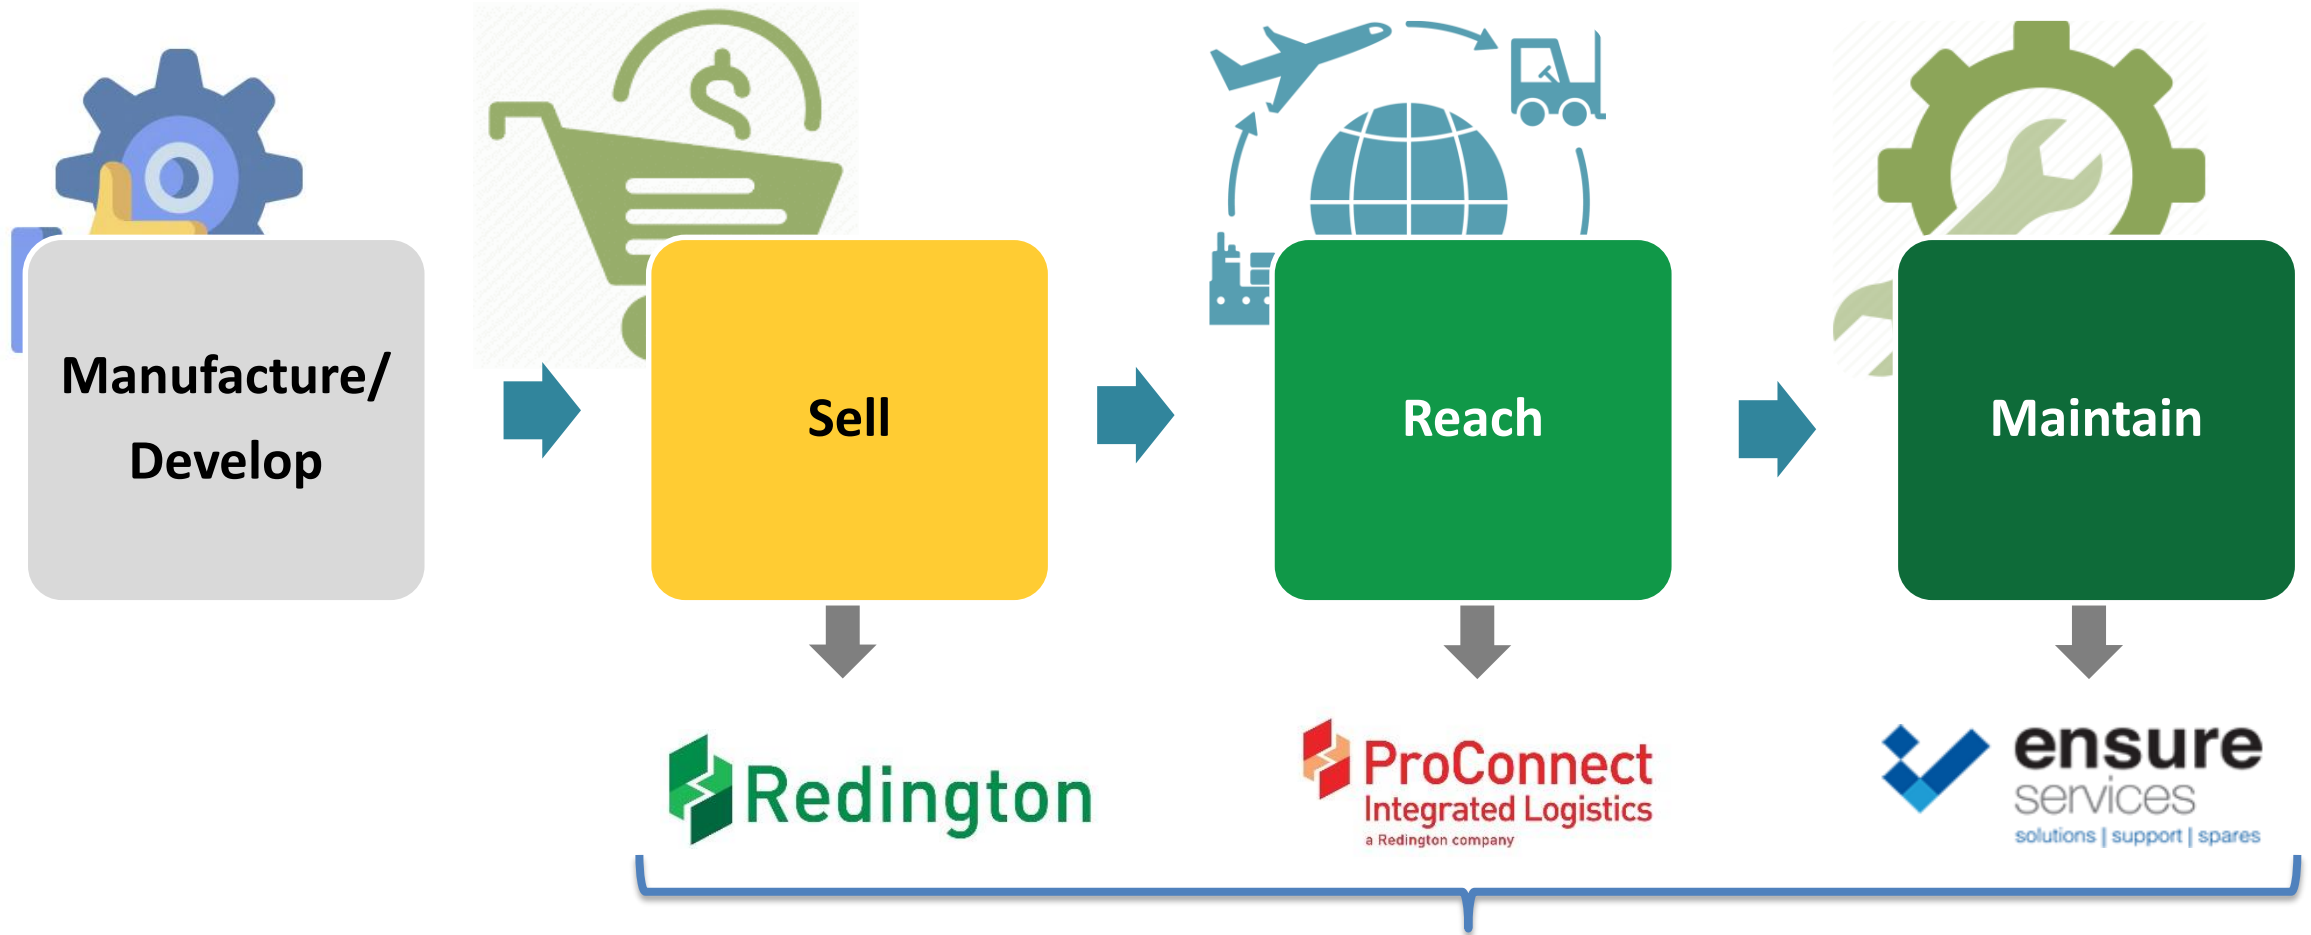 $
Manufacture/
Develop
Sell
Reach
Maintain
Redington
ProConnect
Integrated Logistics
a Redington company
ensure
services
solutions | support | spares